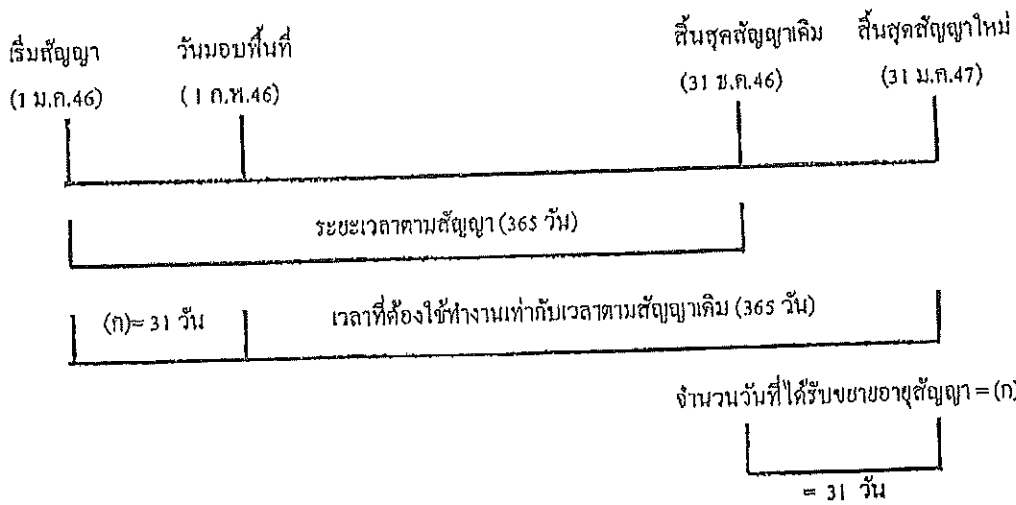 เริ่มสัญญา วันมอบพื้นที่ สิ้นสุดสัญญาเดิม สิ้นสุดสัญญาใหม่
(1 ม.ค.46) (1 ก.พ.46) (31 ธ.ค.46) (31 ม.ค.47)
ระยะเวลาตามสัญญา (365 วัน)
(ก)= 31 วัน เวลาที่ต้องใช้ทำงานเท่ากับเวลาตามสัญญาเดิม (365 วัน)
จำนวนวันที่ได้รับขยายอายุสัญญา = (ก)
= 31 วัน